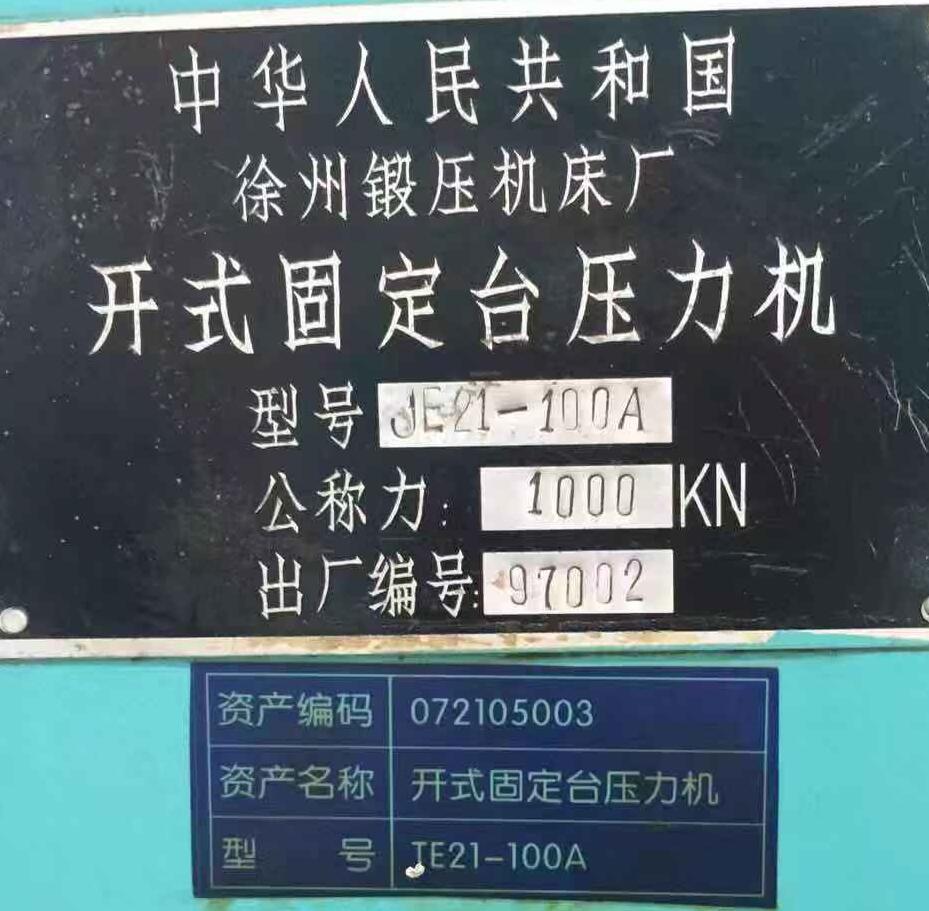 中华人民共和国
徐州锻压机床厂
开式固定台压力机
型号 JE21-100A
公称力: 1000 KN
出厂编号: 97002
资产编码 072105003
资产名称 开式固定台压力机
型号 JE21-100A